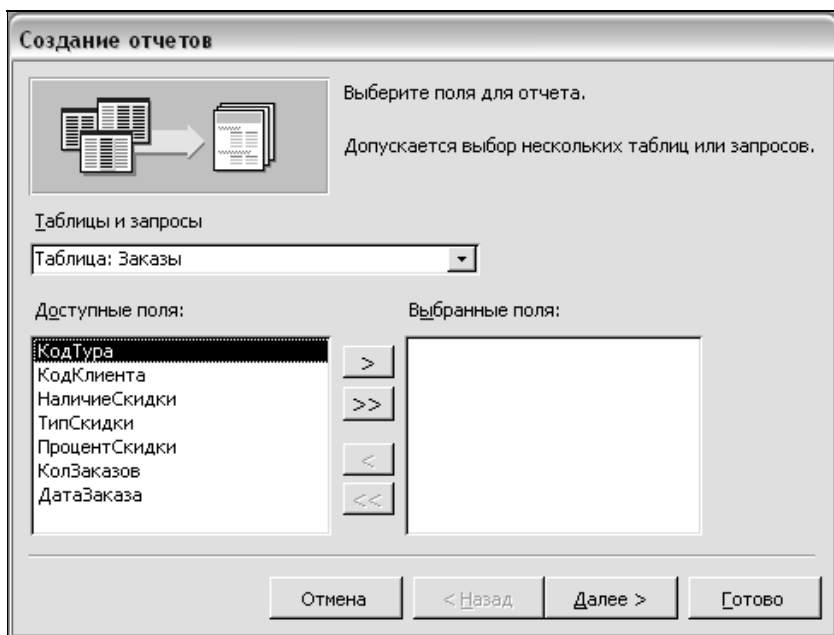 Создание отчетов
Выберите поля для отчета.
Допускается выбор нескольких таблиц или запросов.
Таблицы и запросы
Таблица: Заказы
Доступные поля:
Выбранные поля:
КодТура
КодКлиента
НаличиеСкидки
ТипСкидки
ПроцентСкидки
КолЗаказов
ДатаЗаказа
>
>>
<
<<
Отмена
< Назад
Далее >
Готово